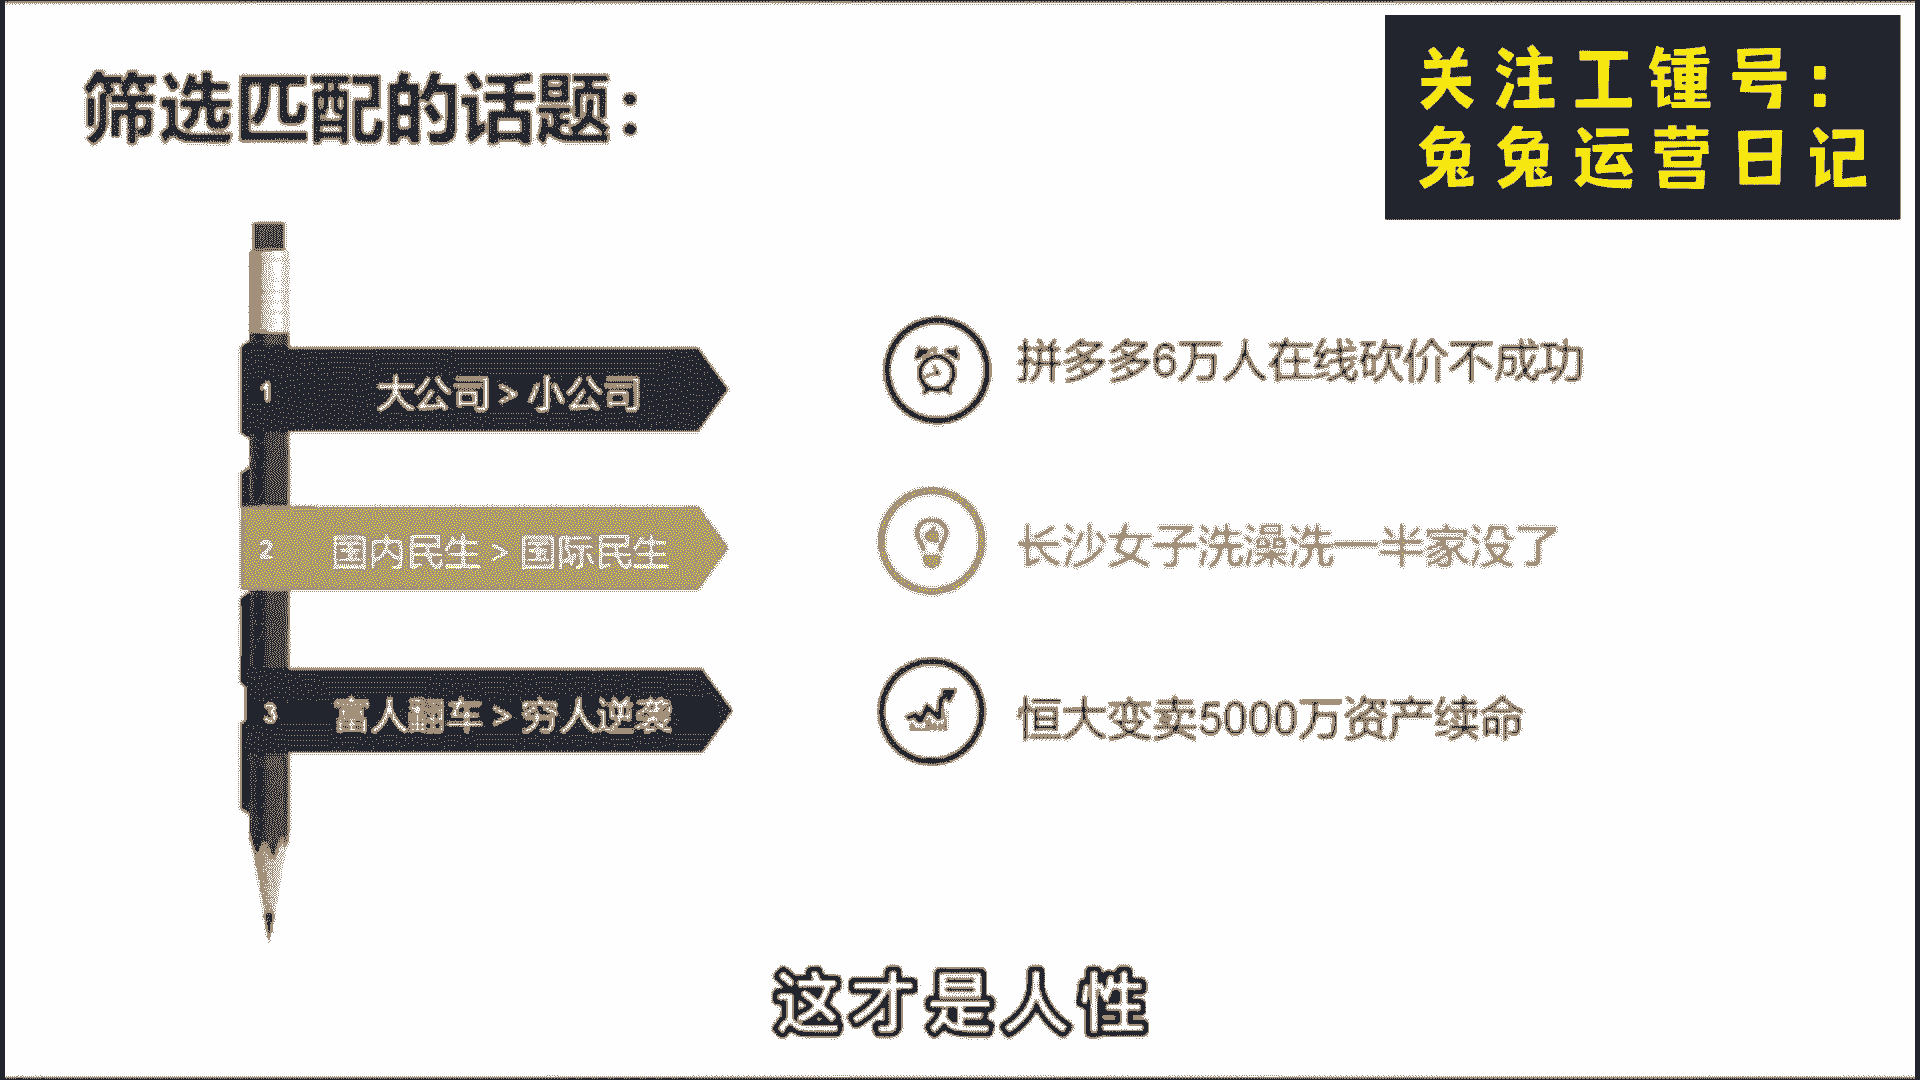 筛选匹配的话题：
关注工锺号：
兔兔运营日记
1 大公司 > 小公司
拼多多6万人在线砍价不成功
2 国内民生 > 国际民生
长沙女子洗澡洗一半家没了
3 富人翻车 > 穷人逆袭
恒大变卖5000万资产续命
这才是人性